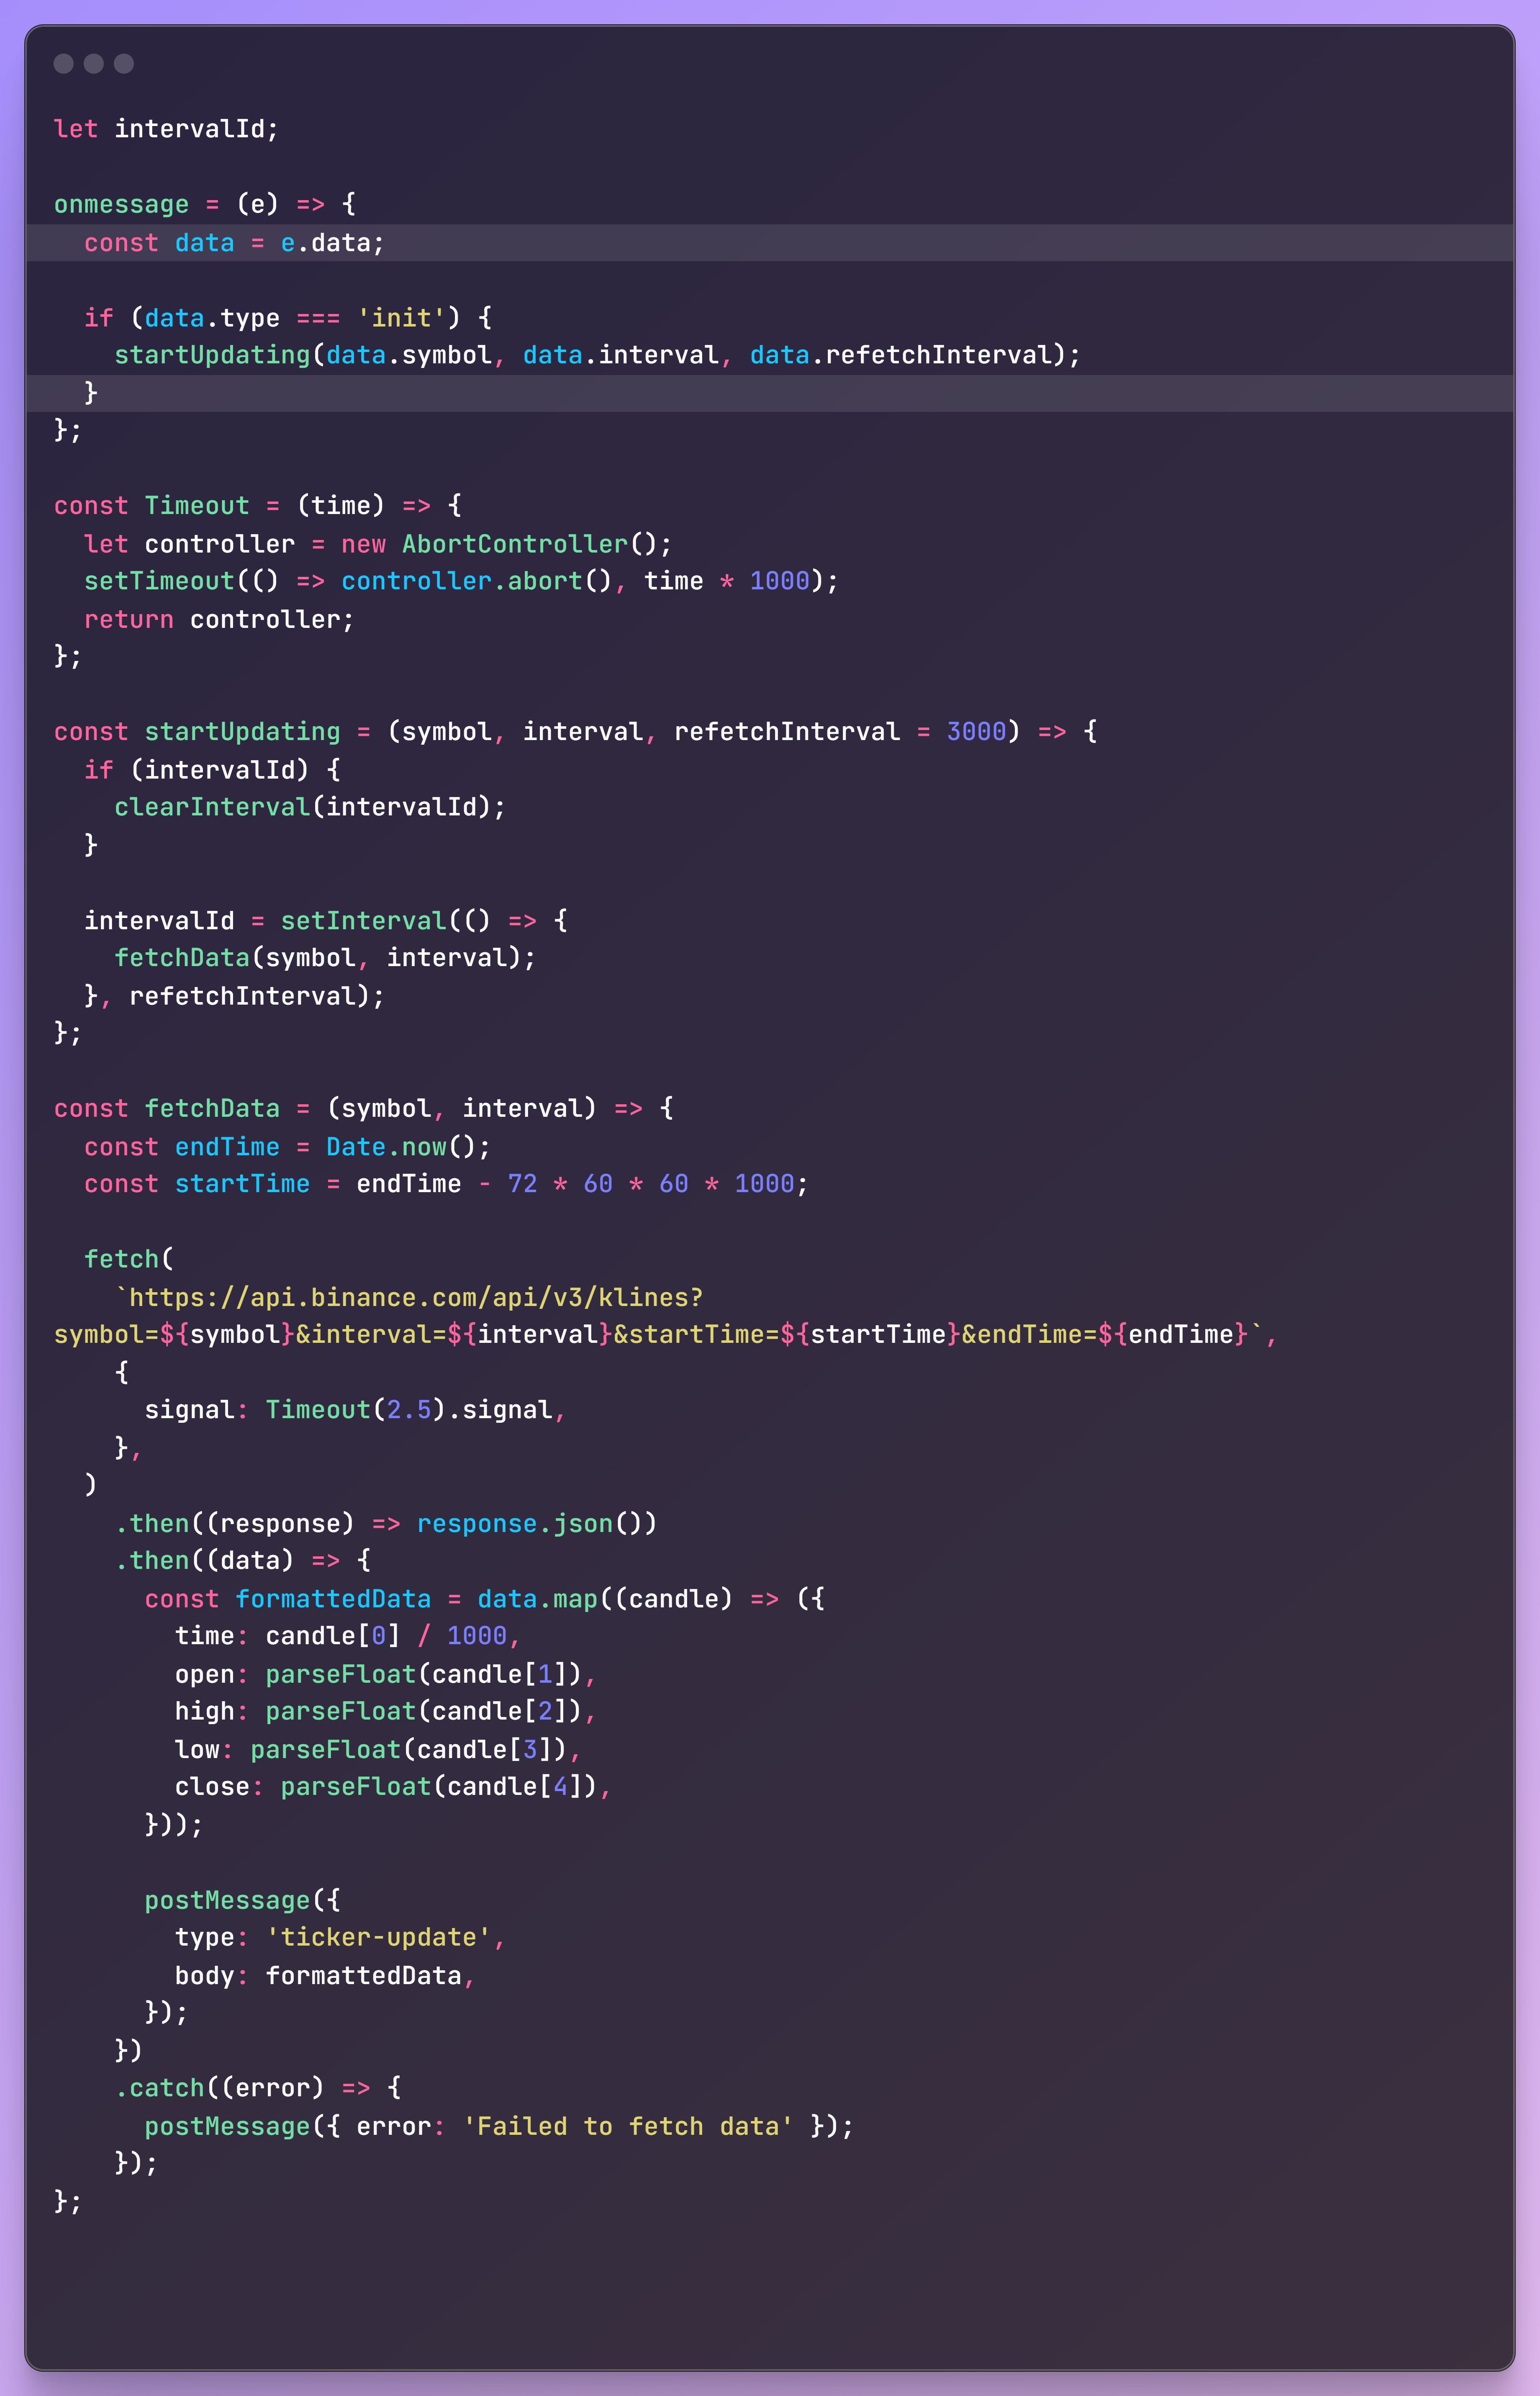 let intervalId;

onmessage = (e) => {
  const data = e.data;

  if (data.type === 'init') {
    startUpdating(data.symbol, data.interval, data.refetchInterval);
  }
};

const Timeout = (time) => {
  let controller = new AbortController();
  setTimeout(() => controller.abort(), time * 1000);
  return controller;
};

const startUpdating = (symbol, interval, refetchInterval = 3000) => {
  if (intervalId) {
    clearInterval(intervalId);
  }

  intervalId = setInterval(() => {
    fetchData(symbol, interval);
  }, refetchInterval);
};

const fetchData = (symbol, interval) => {
  const endTime = Date.now();
  const startTime = endTime - 72 * 60 * 60 * 1000;

  fetch(
    `https://api.binance.com/api/v3/klines?
symbol=${symbol}&interval=${interval}&startTime=${startTime}&endTime=${endTime}`,
    {
      signal: Timeout(2.5).signal,
    },
  )
    .then((response) => response.json())
    .then((data) => {
      const formattedData = data.map((candle) => ({
        time: candle[0] / 1000,
        open: parseFloat(candle[1]),
        high: parseFloat(candle[2]),
        low: parseFloat(candle[3]),
        close: parseFloat(candle[4]),
      }));

      postMessage({
        type: 'ticker-update',
        body: formattedData,
      });
    })
    .catch((error) => {
      postMessage({ error: 'Failed to fetch data' });
    });
};